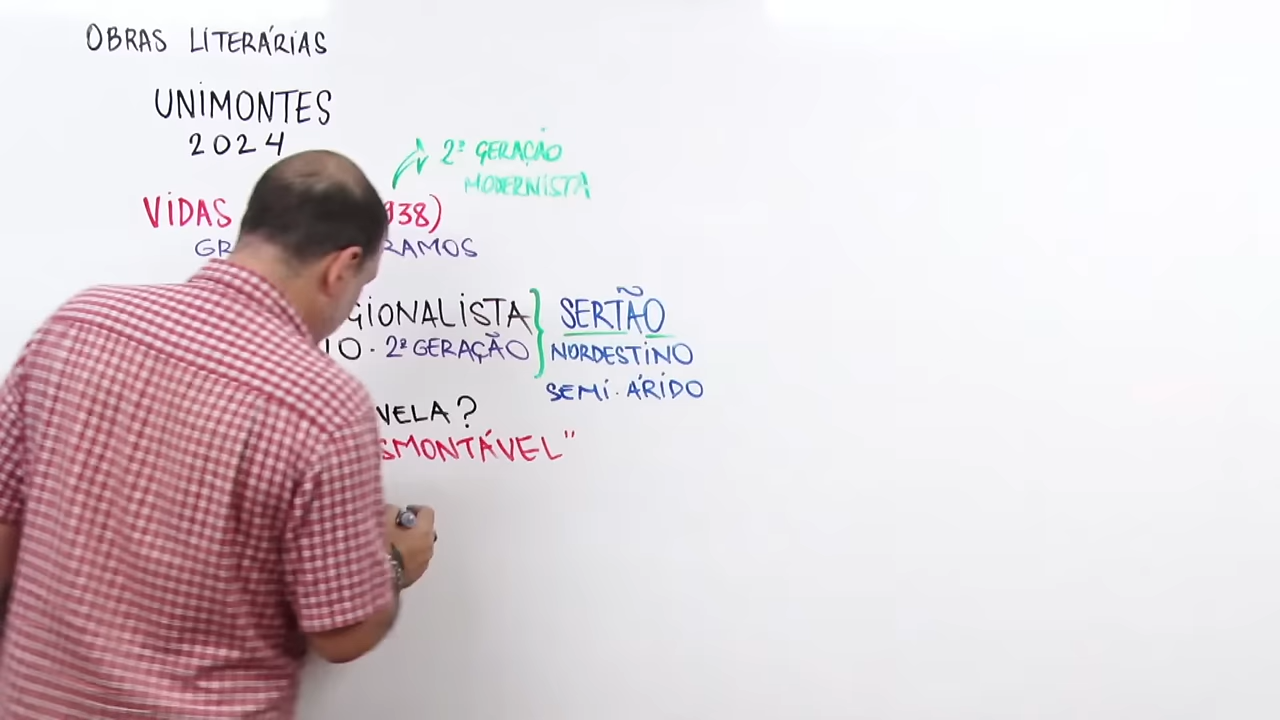 OBRAS LITERÁRIAS
UNIMONTES
2024
2ª GERAÇÃO
MODERNISTA
VIDAS 938)
GR RAMOS
GIONALISTA } SERTÃO
IO. 2ª GERAÇÃO NORDESTINO
SEMI.ÁRIDO
VELA?
SMONTÁVEL"